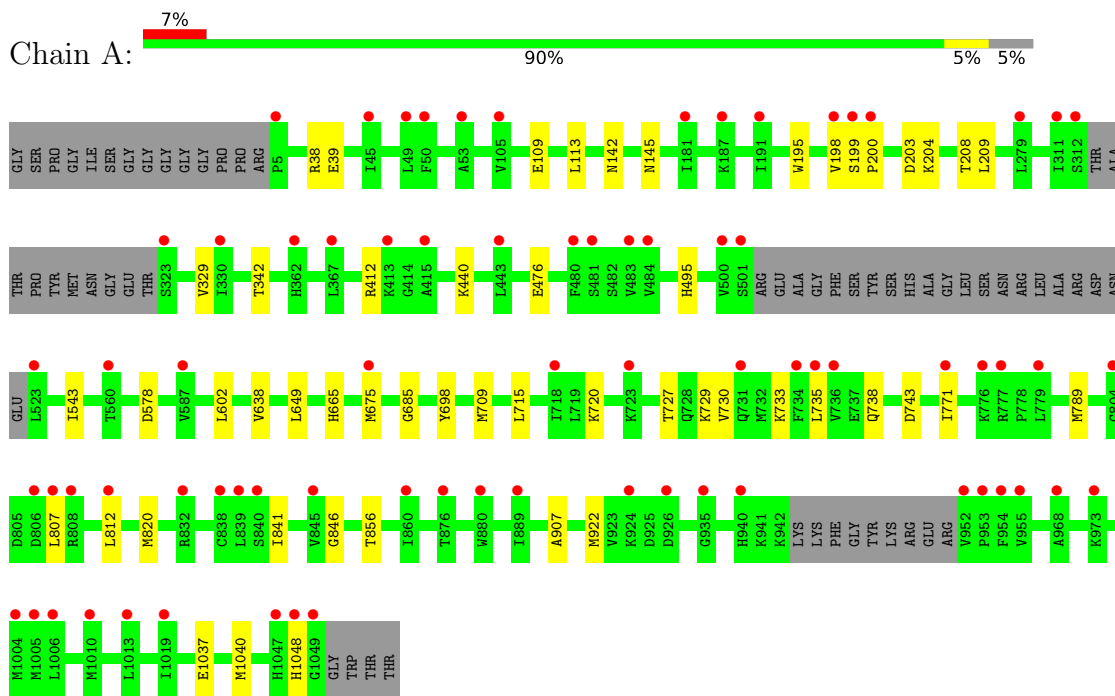 7%
Chain A:
90% 5% 5%
GLY SER PRO PRO GLY ILE SER GLY GLY GLY GLY GLY PRO PRO ARG P5 R38 E39 I45 L49 F50 A53 V105 E109 L113 N142 N145 I181 K187 I191 W195 V198 S199 P200 D203 K204 T208 L209 L279 I311 S312 THR ALA
THR PRO TYR MET ASN GLY GLU THR S323 V329 I330 T342 H362 L367 R412 K413 G414 A415 K440 L443 E476 F480 S481 S482 V483 V484 H495 V500 S501 ARG GLU ALA GLY PHE SER TYR SER HIS ALA GLY LEU SER ASN ARG LEU ALA ARG ASP ASN
GLU L523 I543 T560 D578 V587 L602 V638 L649 H665 M675 G685 Y698 M709 L715 I718 L719 K720 K723 T727 Q728 K729 V730 Q731 M732 K733 F734 L735 V736 E737 Q738 D743 I771 K776 R777 P778 L779 M789
D805 D806 L807 R808 L812 M820 R832 C838 L839 S840 I841 V845 G846 T856 I860 T876 W880 I889 A907 M922 V923 K924 D925 D926 G935 H940 K941 K942 LYS LYS PHE GLY TYR LYS ARG GLU ARG V952 P953 F954 V955 A968 K973
M1004 M1005 L1006 M1010 L1013 I1019 E1037 M1040 H1047 H1048 G1049 GLY TRP THR THR